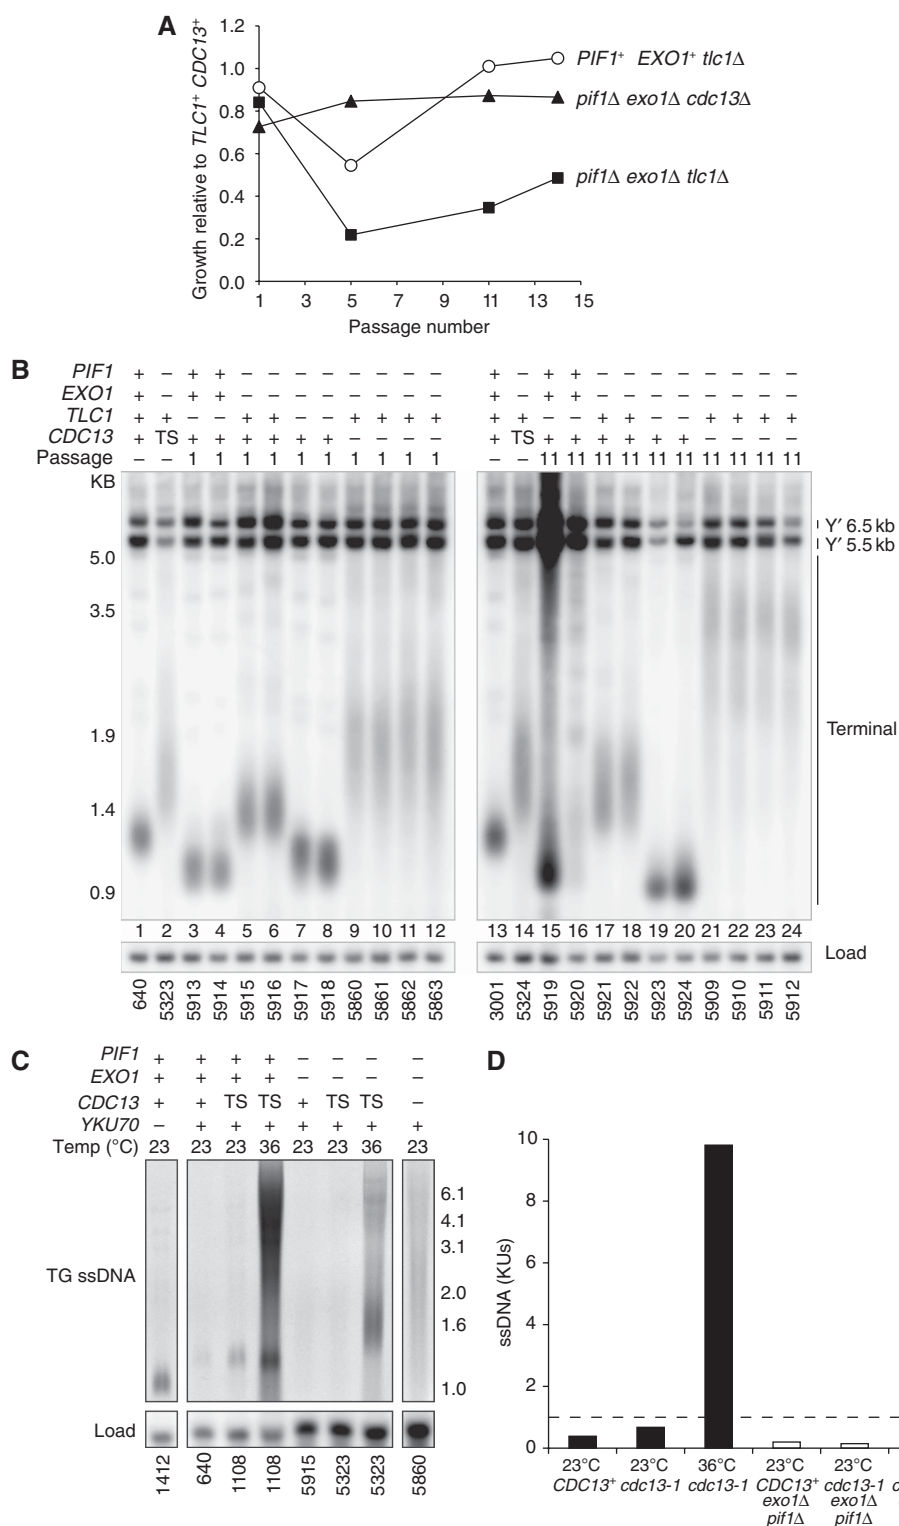 A
1.2
1.0
0.8
0.6
0.4
0.2
0.0
Growth relative to TLC1+ CDC13+
PIF1+ EXO1+ tlc1Δ
pif1Δ exo1Δ cdc13Δ
pif1Δ exo1Δ tlc1Δ
1 3 5 7 9 11 13 15
Passage number
B
PIF1 + – + + – – – – – – – – + – + + – – – – – – – –
EXO1 + – + + – – – – – – – – + – + + – – – – – – – –
TLC1 + + – – + + – – + + + + + + – – + + – – + + + +
CDC13 + TS + + + + + + – – – – + TS + + + + + + – – – –
Passage – – 1 1 1 1 1 1 1 1 1 1 – – 11 11 11 11 11 11 11 11 11 11
KB
Y′ 6.5 kb
Y′ 5.5 kb
5.0
3.5
1.9
Terminal
1.4
0.9
1 2 3 4 5 6 7 8 9 10 11 12 13 14 15 16 17 18 19 20 21 22 23 24
Load
640 5323 5913 5914 5915 5916 5917 5918 5860 5861 5862 5863 3001 5324 5919 5920 5921 5922 5923 5924 5909 5910 5911 5912
C
PIF1 + + + + – – – –
EXO1 + + + + – – – –
CDC13 + + TS TS + TS TS –
YKU70 – + + + + + + +
Temp (°C) 23 23 23 36 23 23 36 23
6.1
4.1
3.1
TG ssDNA
2.0
1.6
1.0
Load
1412 640 1108 1108 5915 5323 5323 5860
D
10
8
6
4
2
0
ssDNA (KUs)
23°C 23°C 36°C 23°C 23°C
CDC13+ cdc13-1 cdc13-1 CDC13+ cdc13-1
exo1Δ exo1Δ
pif1Δ pif1Δ